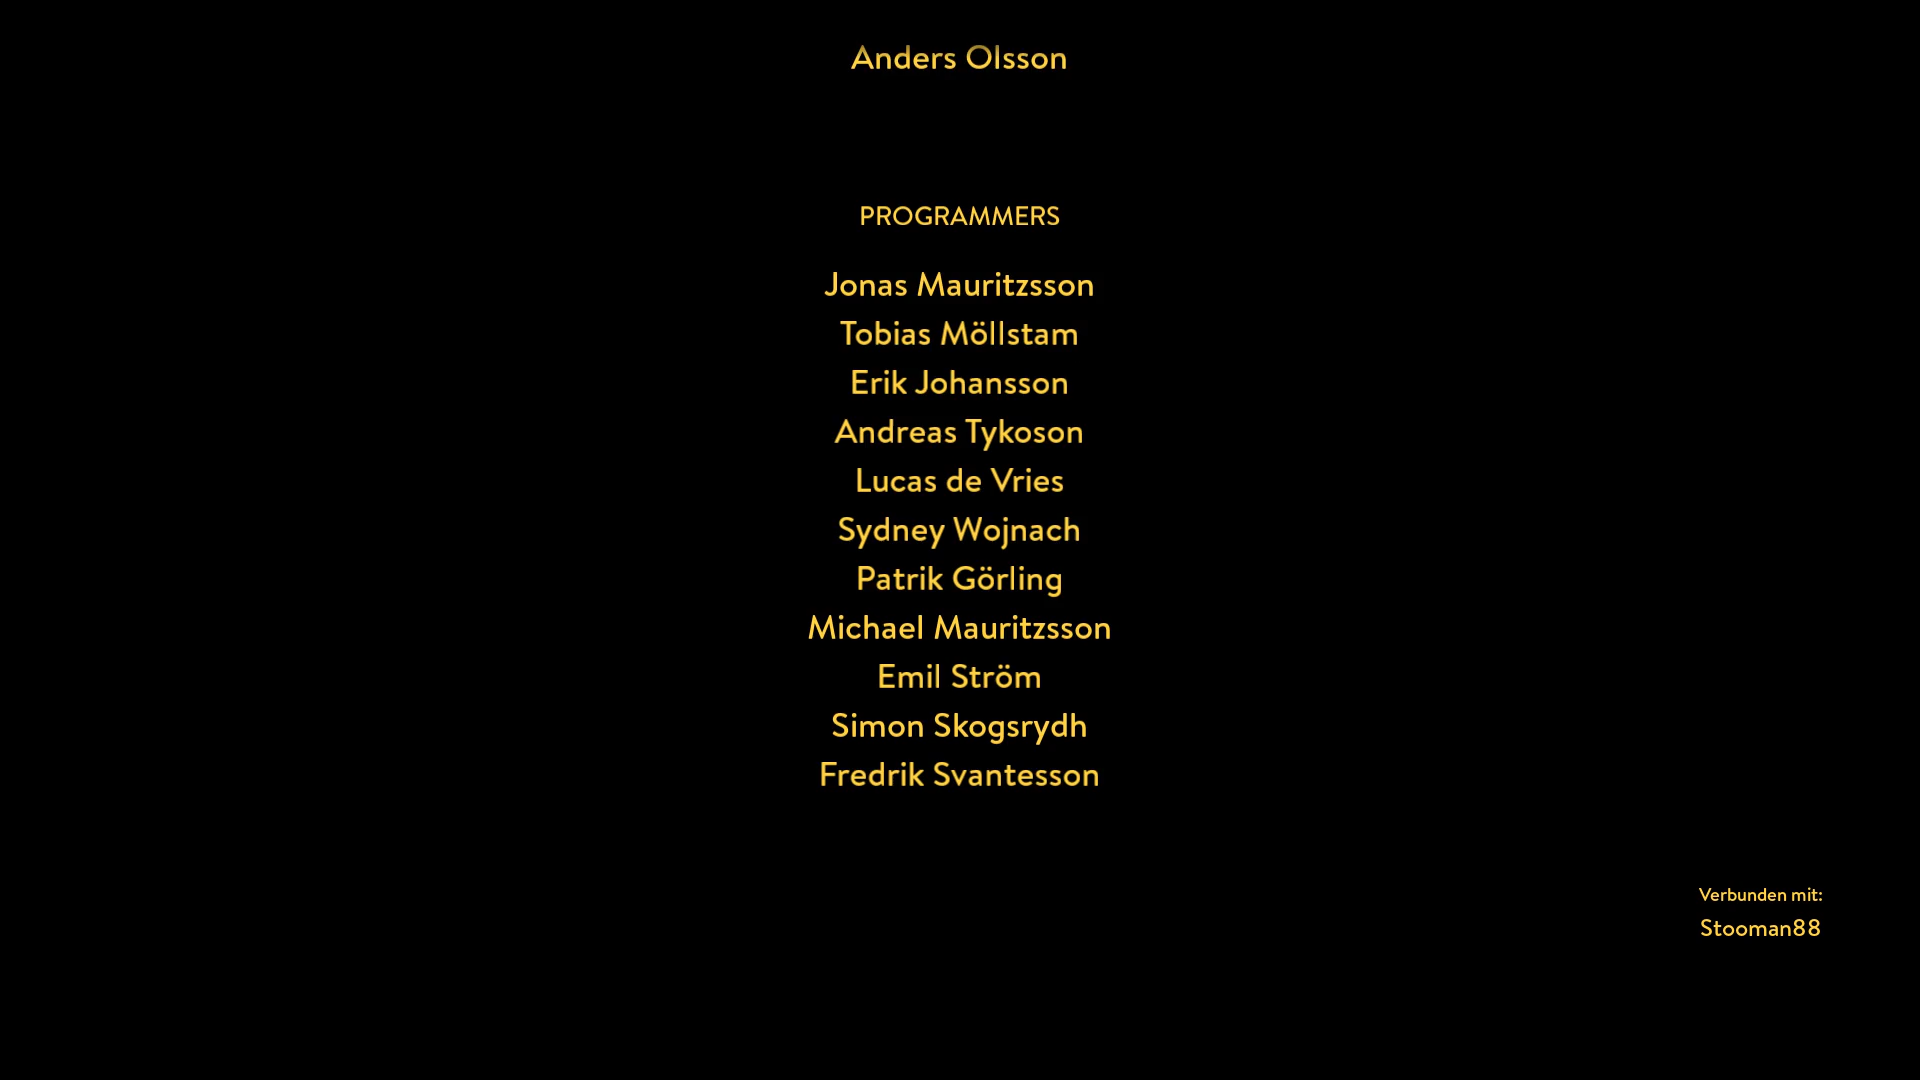 Anders Olsson
PROGRAMMERS
Jonas Mauritzsson
Tobias Möllstam
Erik Johansson
Andreas Tykoson
Lucas de Vries
Sydney Wojnach
Patrik Görling
Michael Mauritzsson
Emil Ström
Simon Skogsrydh
Fredrik Svantesson
Verbunden mit:
Stooman88